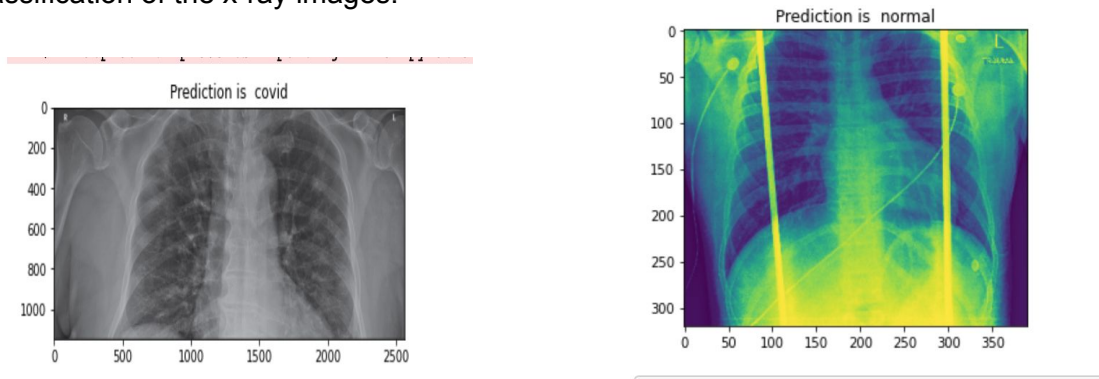 assification of the x-ray images.
Prediction is covid
0
200
400
600
800
1000
0 500 1000 1500 2000 2500
R
L
Prediction is normal
0
50
100
150
200
250
300
0 50 100 150 200 250 300 350
L